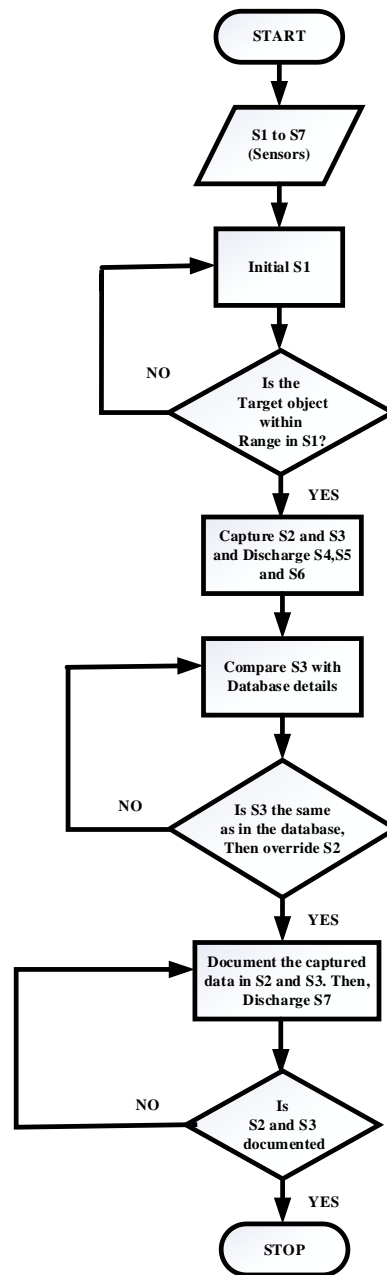 START
S1 to S7
(Sensors)
Initial S1
Is the
Target object
within
Range in S1?
NO
YES
Capture S2 and S3
and Discharge S4,S5
and S6
Compare S3 with
Database details
Is S3 the same
as in the database,
Then override S2
NO
YES
Document the captured
data in S2 and S3. Then,
Discharge S7
Is
S2 and S3
documented
NO
YES
STOP